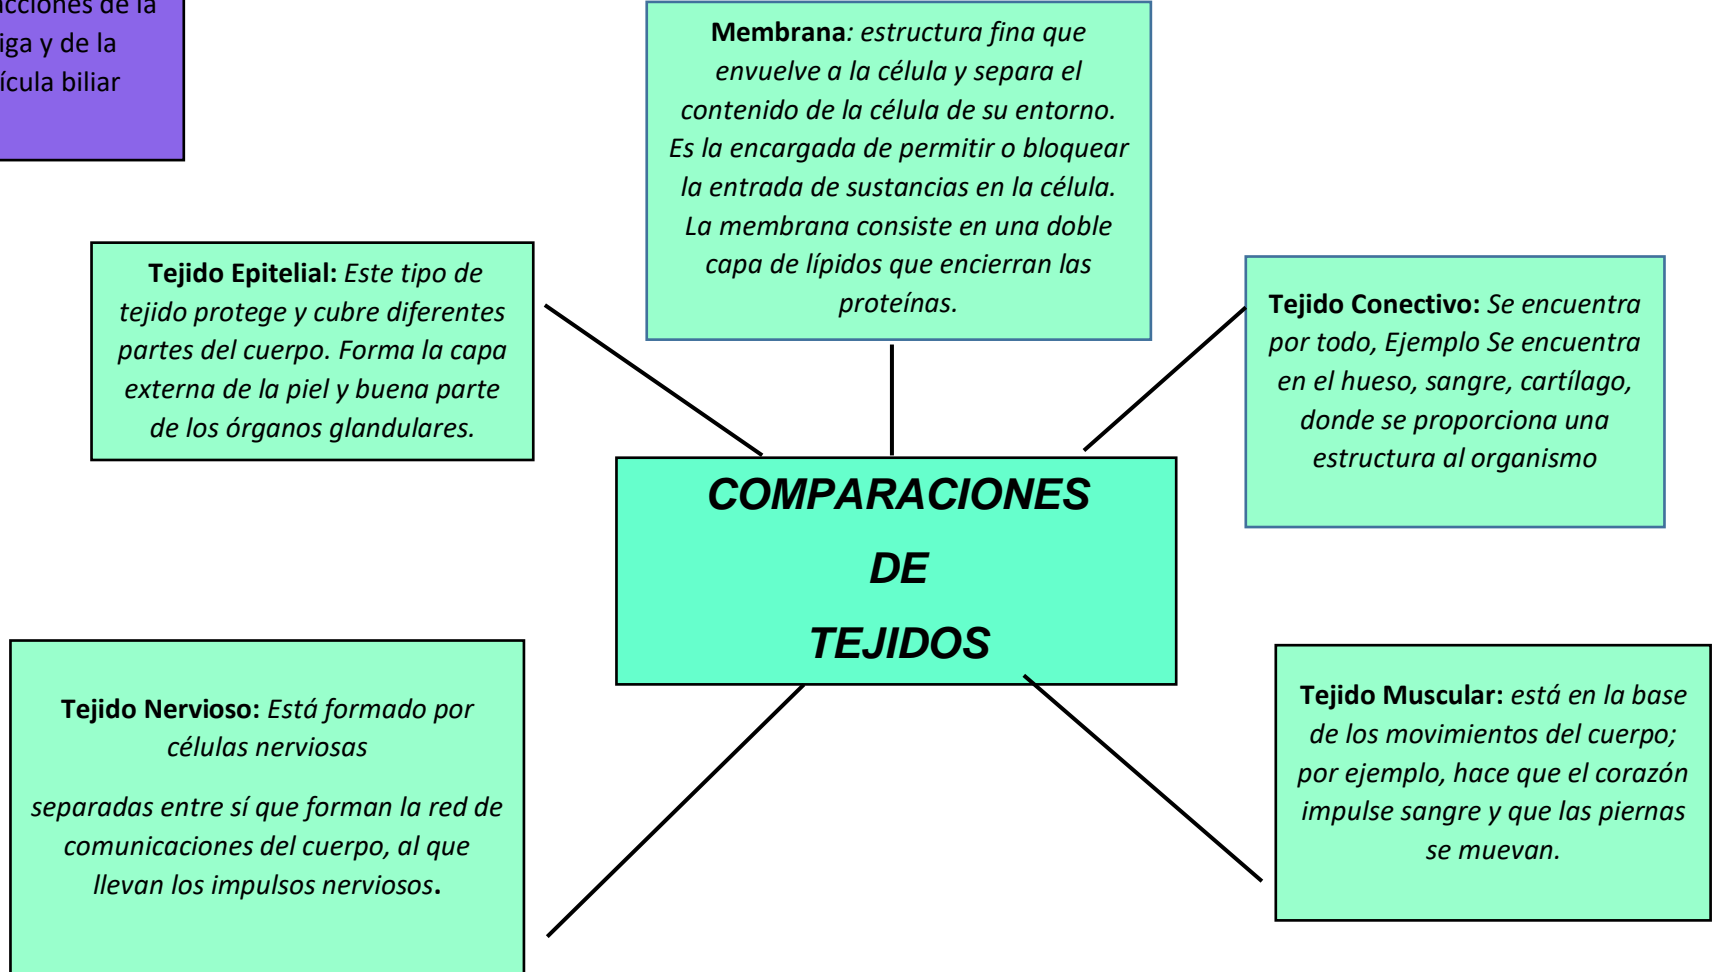 de la
y de la
biliar
Membrana: estructura fina que
envuelve a la célula y separa el
contenido de la célula de su entorno.
Es la encargada de permitir o bloquear
la entrada de sustancias en la célula.
La membrana consiste en una doble
capa de lípidos que encierran las
proteínas.
Tejido Epitelial: Este tipo de
tejido protege y cubre diferentes
partes del cuerpo. Forma la capa
externa de la piel y buena parte
de los órganos glandulares.
Tejido Conectivo: Se encuentra
por todo, Ejemplo Se encuentra
en el hueso, sangre, cartílago,
donde se proporciona una
estructura al organismo
COMPARACIONES
DE
TEJIDOS
Tejido Nervioso: Está formado por
células nerviosas
separadas entre sí que forman la red de
comunicaciones del cuerpo, al que
llevan los impulsos nerviosos.
Tejido Muscular: está en la base
de los movimientos del cuerpo;
por ejemplo, hace que el corazón
impulse sangre y que las piernas
se muevan.